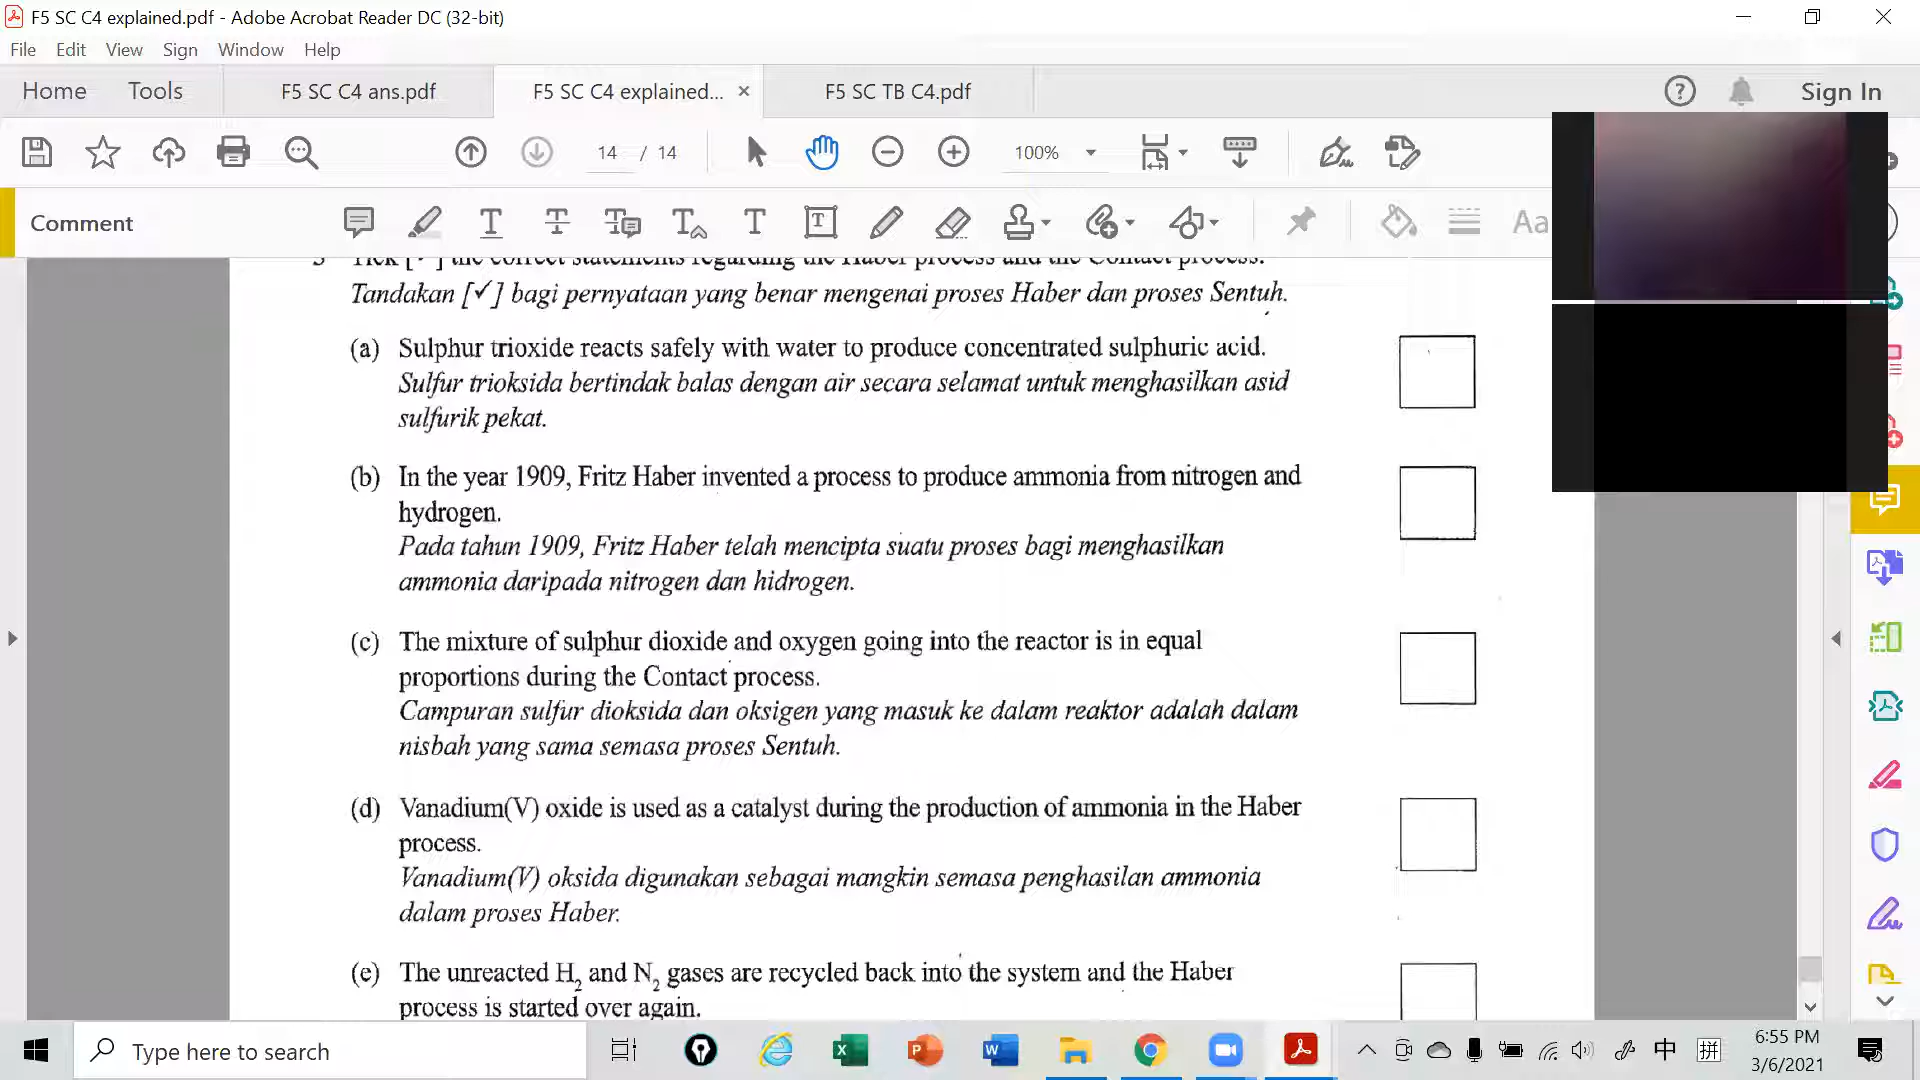 F5 SC C4 explained.pdf - Adobe Acrobat Reader DC (32-bit)
File Edit View Sign Window Help
Home Tools F5 SC C4 ans.pdf F5 SC C4 explained... × F5 SC TB C4.pdf Sign In
14 / 14 100%
Comment Aa
Tandakan [✓] bagi pernyataan yang benar mengenai proses Haber dan proses Sentuh.
(a) Sulphur trioxide reacts safely with water to produce concentrated sulphuric acid.
Sulfur trioksida bertindak balas dengan air secara selamat untuk menghasilkan asid
sulfurik pekat.
(b) In the year 1909, Fritz Haber invented a process to produce ammonia from nitrogen and
hydrogen.
Pada tahun 1909, Fritz Haber telah mencipta suatu proses bagi menghasilkan
ammonia daripada nitrogen dan hidrogen.
(c) The mixture of sulphur dioxide and oxygen going into the reactor is in equal
proportions during the Contact process.
Campuran sulfur dioksida dan oksigen yang masuk ke dalam reaktor adalah dalam
nisbah yang sama semasa proses Sentuh.
(d) Vanadium(V) oxide is used as a catalyst during the production of ammonia in the Haber
process.
Vanadium(V) oksida digunakan sebagai mangkin semasa penghasilan ammonia
dalam proses Haber.
(e) The unreacted H₂ and N₂ gases are recycled back into the system and the Haber
process is started over again.
Type here to search
中 拼
6:55 PM
3/6/2021